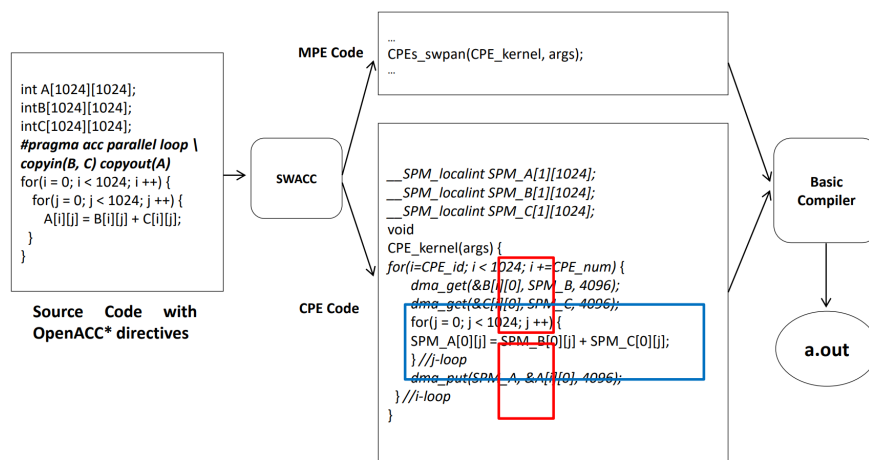 int A[1024][1024];
intB[1024][1024];
intC[1024][1024];
#pragma acc parallel loop \
copyin(B, C) copyout(A)
for(i = 0; i < 1024; i ++) {
for(j = 0; j < 1024; j ++) {
A[i][j] = B[i][j] + C[i][j];
}
}
Source Code with
OpenACC* directives
SWACC
MPE Code
...
CPEs_swpan(CPE_kernel, args);
...
CPE Code
__SPM_localint SPM_A[1][1024];
__SPM_localint SPM_B[1][1024];
__SPM_localint SPM_C[1][1024];
void
CPE_kernel(args) {
for(i=CPE_id; i < 1024; i +=CPE_num) {
dma_get(&B[i][0], SPM_B, 4096);
dma_get(&C[i][0], SPM_C, 4096);
for(j = 0; j < 1024; j ++) {
SPM_A[0][j] = SPM_B[0][j] + SPM_C[0][j];
} //j-loop
dma_put(SPM_A, &A[i][0], 4096);
} //i-loop
}
Basic
Compiler
a.out